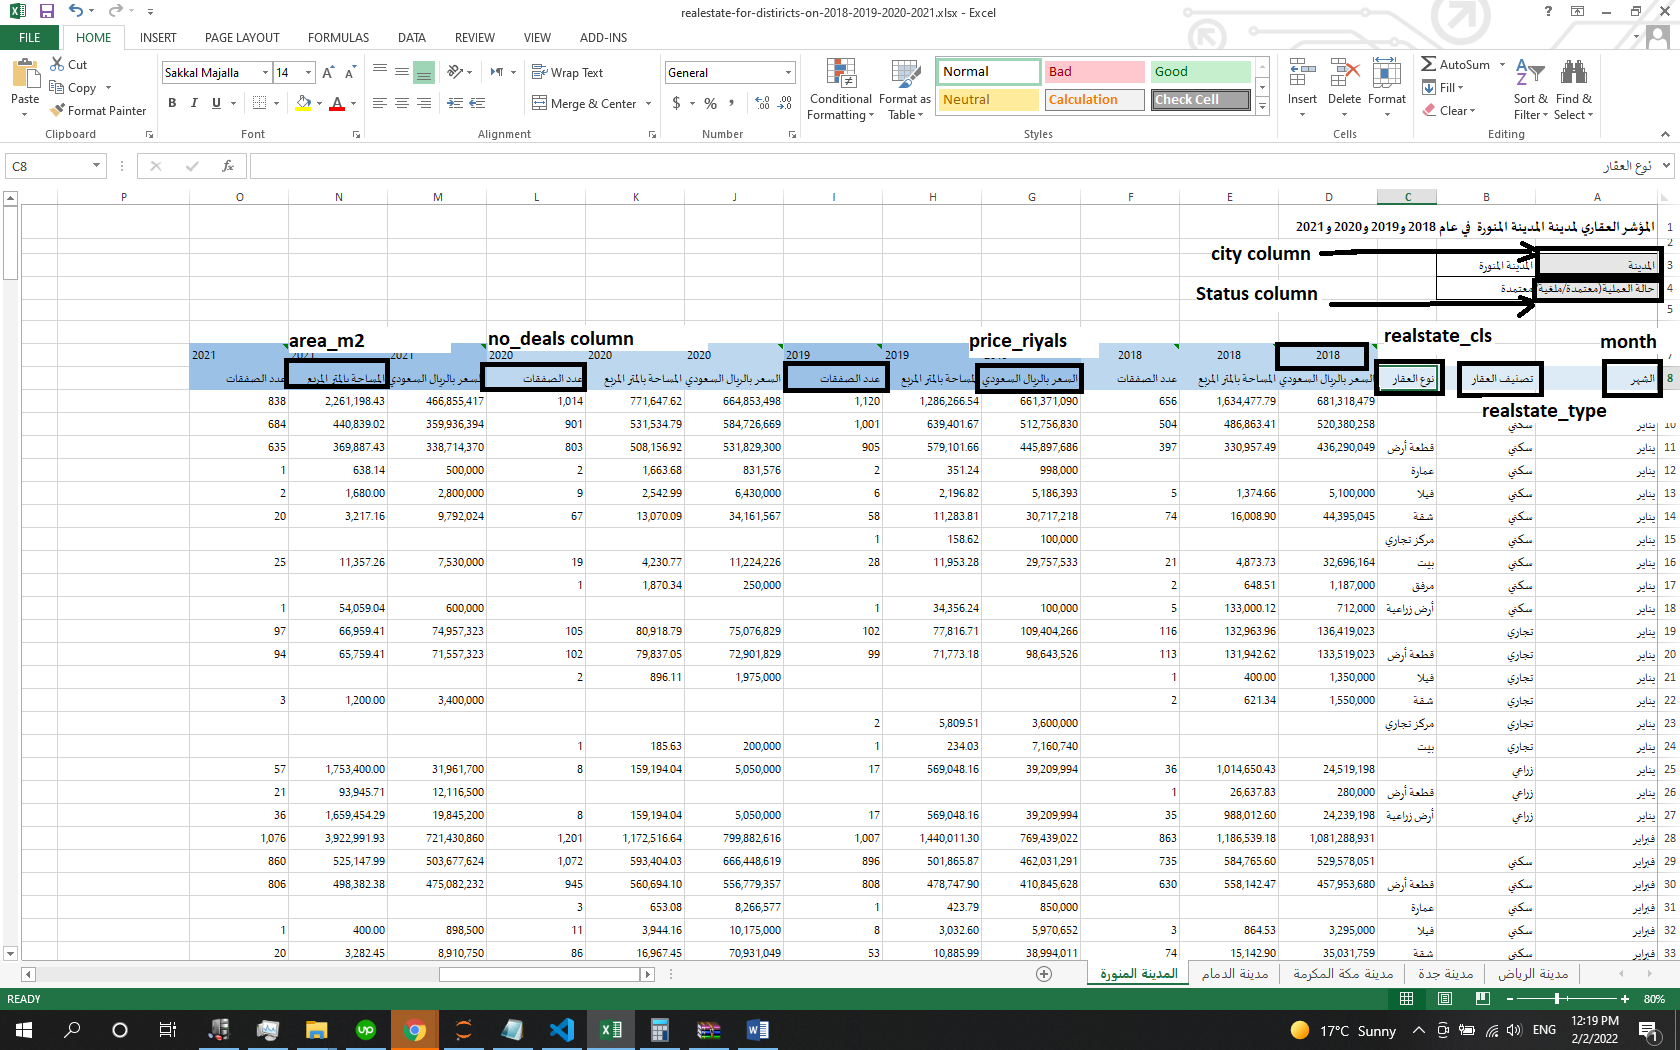 realestate-for-distiricts-on-2018-2019-2020-2021.xlsx - Excel
FILE HOME INSERT PAGE LAYOUT FORMULAS DATA REVIEW VIEW ADD-INS
Paste Cut Copy Format Painter Clipboard
Sakkal Majalla 14 B I U Font
Wrap Text Merge & Center Alignment
General $ % Number
Conditional Formatting Format as Table
Normal Bad Good
Neutral Calculation Check Cell
Styles
Insert Delete Format Cells
AutoSum Fill Clear Sort & Filter Find & Select Editing
C8 fx نوع العقار
P O N M L K J I H G F E D C B A
1 المؤشر العقاري لمدينة المدينة المنورة في عام 2018 و 2019 و 2020 و 2021
2
city column
3 المدينة المدينة المنورة
Status column
4 حالة العملية(معتمدة/ملغية) معتمدة
5
area_m2 no_deals column price_riyals realstate_cls month
2021 2021 2021 2020 2020 2020 2019 2019 2018 2018 2018 7
8 الشهر تصنيف العقار نوع العقار السعر بالريال السعودي المساحة بالمتر المربع عدد الصفقات السعر بالريال السعودي المساحة بالمتر المربع عدد الصفقات السعر بالريال السعودي المساحة بالمتر المربع عدد الصفقات السعر بالريال السعودي المساحة بالمتر المربع عدد الصفقات
838 2,261,198.43 466,855,417 1,014 771,647.62 664,853,498 1,120 1,286,266.54 661,371,090 656 1,634,477.79 681,318,479
realstate_type
684 440,839.02 359,936,394 901 531,534.79 584,726,669 1,001 639,401.67 512,756,830 504 486,863.41 520,380,258 سكني يناير 10
635 369,887.43 338,714,370 803 508,156.92 531,829,300 905 579,101.66 445,897,686 397 330,957.49 436,290,049 قطعة أرض سكني يناير 11
1 638.14 500,000 2 1,663.68 831,576 2 351.24 998,000 عمارة سكني يناير 12
2 1,680.00 2,800,000 9 2,542.99 6,430,000 6 2,196.82 5,186,393 5 1,374.66 5,100,000 فيلا سكني يناير 13
20 3,217.16 9,792,024 67 13,070.09 34,161,567 58 11,283.81 30,717,218 74 16,008.90 44,395,045 شقة سكني يناير 14
1 158.62 100,000 مركز تجاري سكني يناير 15
25 11,357.26 7,530,000 19 4,230.77 11,224,226 28 11,953.28 29,757,533 21 4,873.73 32,696,164 بيت سكني يناير 16
1 1,870.34 250,000 2 648.51 1,187,000 مرفق سكني يناير 17
1 54,059.04 600,000 1 34,356.24 100,000 5 133,000.12 712,000 أرض زراعية سكني يناير 18
97 66,959.41 74,957,323 105 80,918.79 75,076,829 102 77,816.71 109,404,266 116 132,963.96 136,419,023 تجاري يناير 19
94 65,759.41 71,557,323 102 79,837.05 72,901,829 99 71,773.18 98,643,526 113 131,942.62 133,519,023 قطعة أرض تجاري يناير 20
2 896.11 1,975,000 1 400.00 1,350,000 فيلا تجاري يناير 21
3 1,200.00 3,400,000 2 621.34 1,550,000 شقة تجاري يناير 22
2 5,809.51 3,600,000 مركز تجاري تجاري يناير 23
1 185.63 200,000 1 234.03 7,160,740 بيت تجاري يناير 24
57 1,753,400.00 31,961,700 8 159,194.04 5,050,000 17 569,048.16 39,209,994 36 1,014,650.43 24,519,198 زراعي يناير 25
21 93,945.71 12,116,500 1 26,637.83 280,000 قطعة أرض زراعي يناير 26
36 1,659,454.29 19,845,200 8 159,194.04 5,050,000 17 569,048.16 39,209,994 35 988,012.60 24,239,198 أرض زراعية زراعي يناير 27
1,076 3,922,991.93 721,430,860 1,201 1,172,516.64 799,882,616 1,007 1,440,011.30 769,439,022 863 1,186,539.18 1,081,288,931 فبراير 28
860 525,147.99 503,677,624 1,072 593,404.03 666,448,619 896 501,865.87 462,031,291 735 584,765.60 529,578,051 سكني فبراير 29
806 498,382.38 475,082,232 945 560,694.10 556,779,357 808 478,747.90 410,845,628 630 558,142.47 457,953,680 قطعة أرض سكني فبراير 30
3 653.08 8,266,577 1 423.79 850,000 عمارة سكني فبراير 31
1 400.00 898,500 11 3,944.16 10,175,000 8 3,032.60 5,970,652 3 864.53 3,295,000 فيلا سكني فبراير 32
20 3,282.45 8,910,750 86 16,967.45 70,931,049 53 10,885.99 38,994,011 74 15,142.90 35,031,759 شقة سكني فبراير 33
المدينة المنورة مدينة الدمام مدينة مكة المكرمة مدينة جدة مدينة الرياض
READY 80%
17°C Sunny ENG 12:19 PM
2/2/2022 1